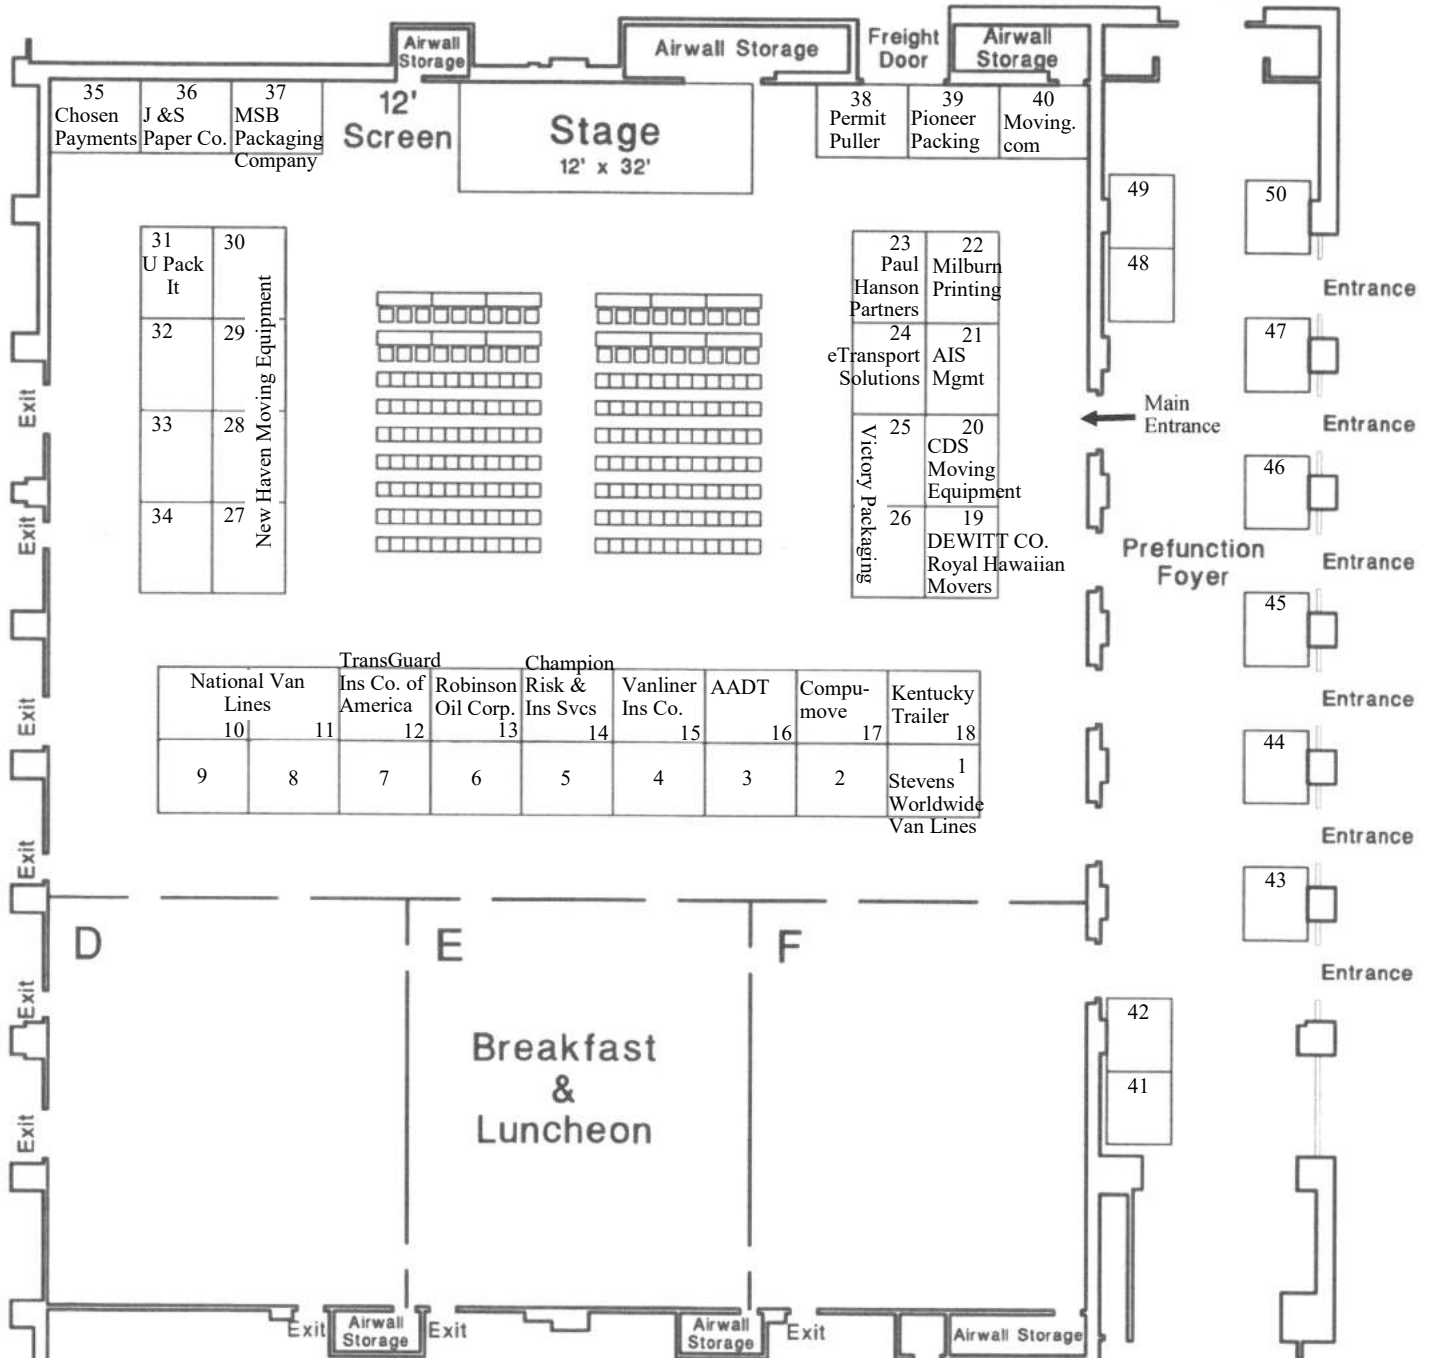 Airwall
Storage
Airwall Storage
Freight
Door
Airwall
Storage
35
Chosen
Payments
36
J &S
Paper Co.
37
MSB
Packaging
Company
12'
Screen
Stage
12' x 32'
38
Permit
Puller
39
Pioneer
Packing
40
Moving.
com
49
48
50
Entrance
47
Entrance
46
Entrance
45
Entrance
44
Entrance
43
Entrance
31
U Pack
It
30
32
29
33
28
34
27
New Haven Moving Equipment
23
Paul
Hanson
Partners
22
Milburn
Printing
24
eTransport
Solutions
21
AIS
Mgmt
25
26
Victory Packaging
20
CDS
Moving
Equipment
19
DEWITT CO.
Royal Hawaiian
Movers
Main
Entrance
Prefunction
Foyer
Exit
Exit
Exit
Exit
Exit
Exit
National Van
Lines
10
11
TransGuard
Ins Co. of
America
12
Robinson
Oil Corp.
13
Champion
Risk &
Ins Svcs
14
Vanliner
Ins Co.
15
AADT
16
Compu-
move
17
Kentucky
Trailer
18
9
8
7
6
5
4
3
2
1
Stevens
Worldwide
Van Lines
D
E
F
Breakfast
&
Luncheon
42
41
Exit
Airwall
Storage
Exit
Airwall
Storage
Exit
Airwall Storage